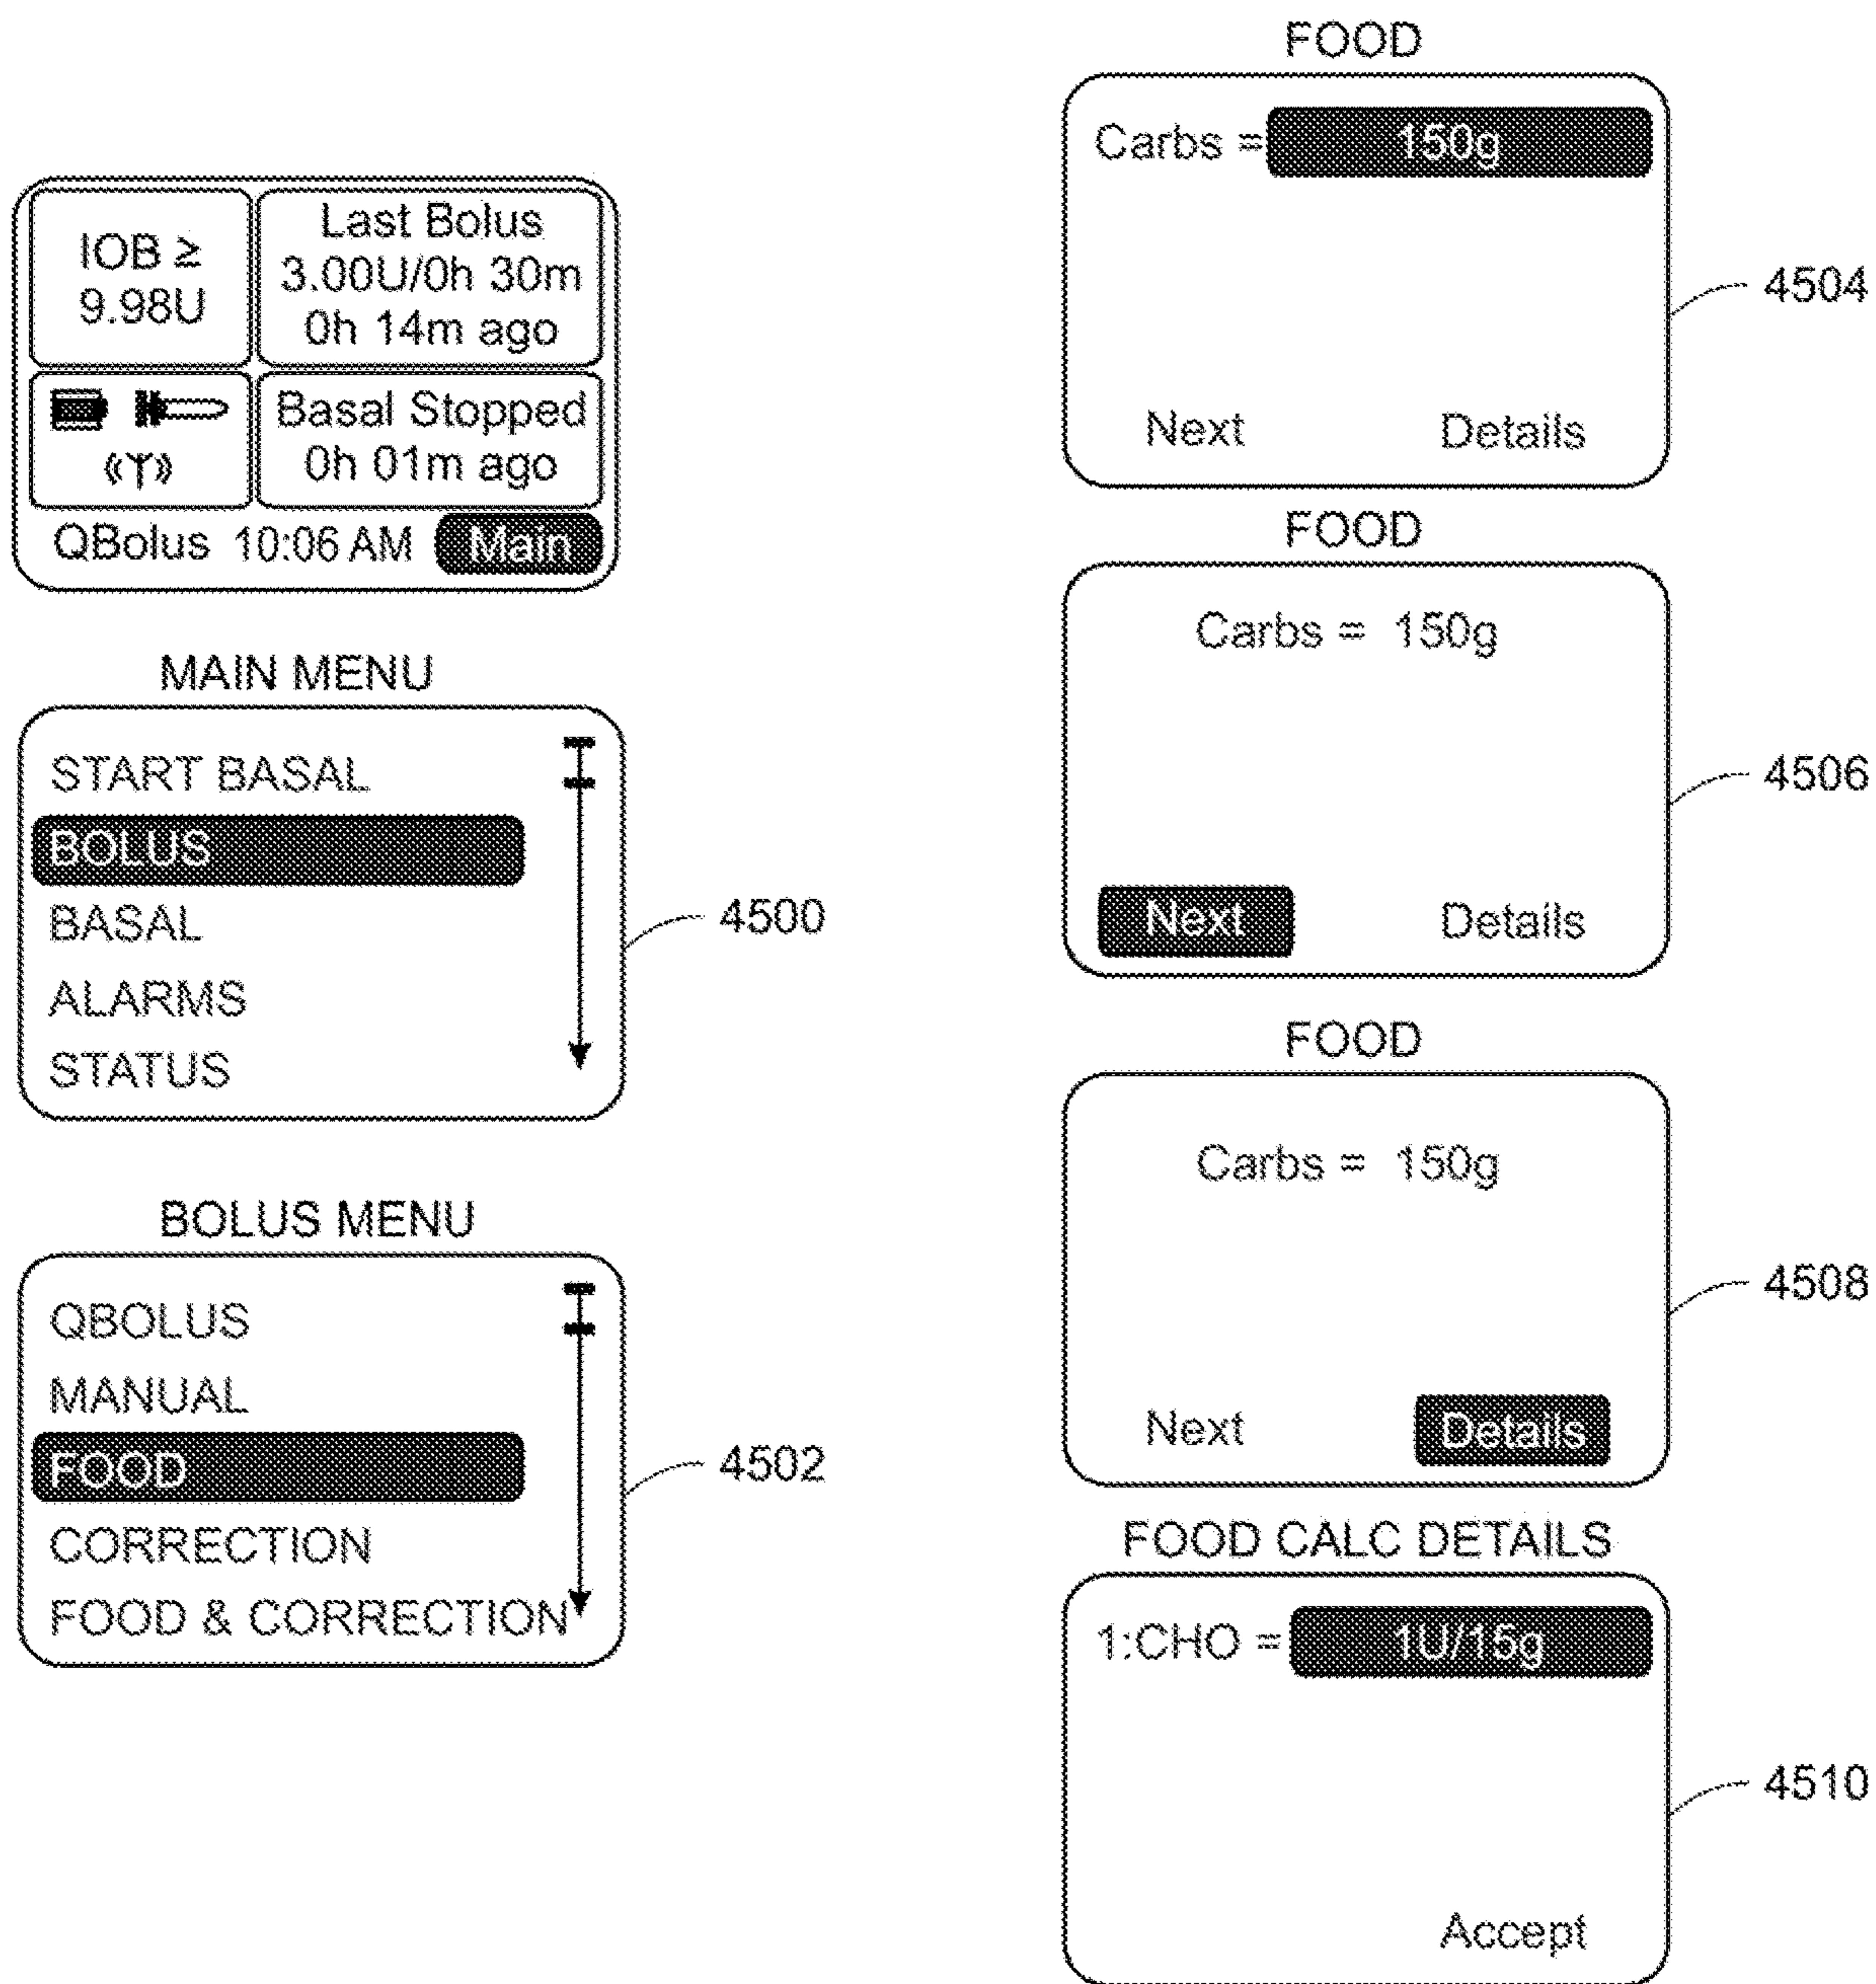 IOB ≥
9.98U
Last Bolus
3.00U/0h 30m
0h 14m ago
Basal Stopped
0h 01m ago
QBolus 10:06 AM Main
MAIN MENU
START BASAL
BOLUS
BASAL
ALARMS
STATUS
4500
BOLUS MENU
QBOLUS
MANUAL
FOOD
CORRECTION
FOOD & CORRECTION
4502
FOOD
Carbs = 150g
Next Details
4504
FOOD
Carbs = 150g
Next Details
4506
FOOD
Carbs = 150g
Next Details
4508
FOOD CALC DETAILS
1:CHO = 1U/15g
Accept
4510